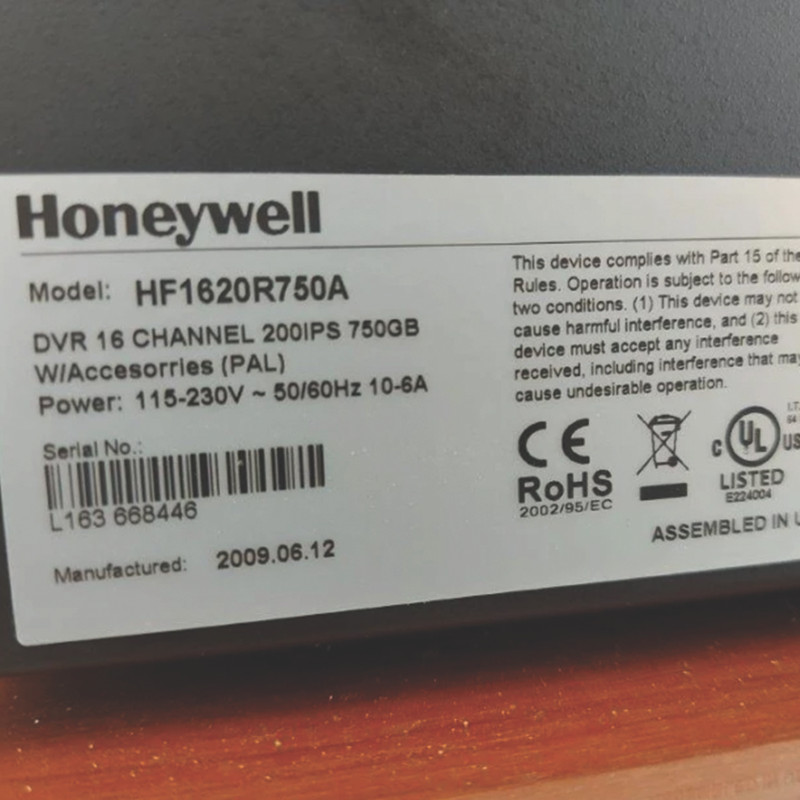 Honeywell
Model: HF1620R750A
DVR 16 CHANNEL 200IPS 750GB
W/Accesorries (PAL)
Power: 115-230V ~ 50/60Hz 10-6A
Serial No.:
L163 668446
Manufactured: 2009.06.12
This device complies with Part 15 of the
Rules. Operation is subject to the follow
two conditions. (1) This device may not
cause harmful interference, and (2) this
device must accept any interference
received, including interference that may
cause undesirable operation.
CE
RoHS
2002/95/EC
C UL US
LISTED
E224004
I.T.
ASSEMBLED IN U